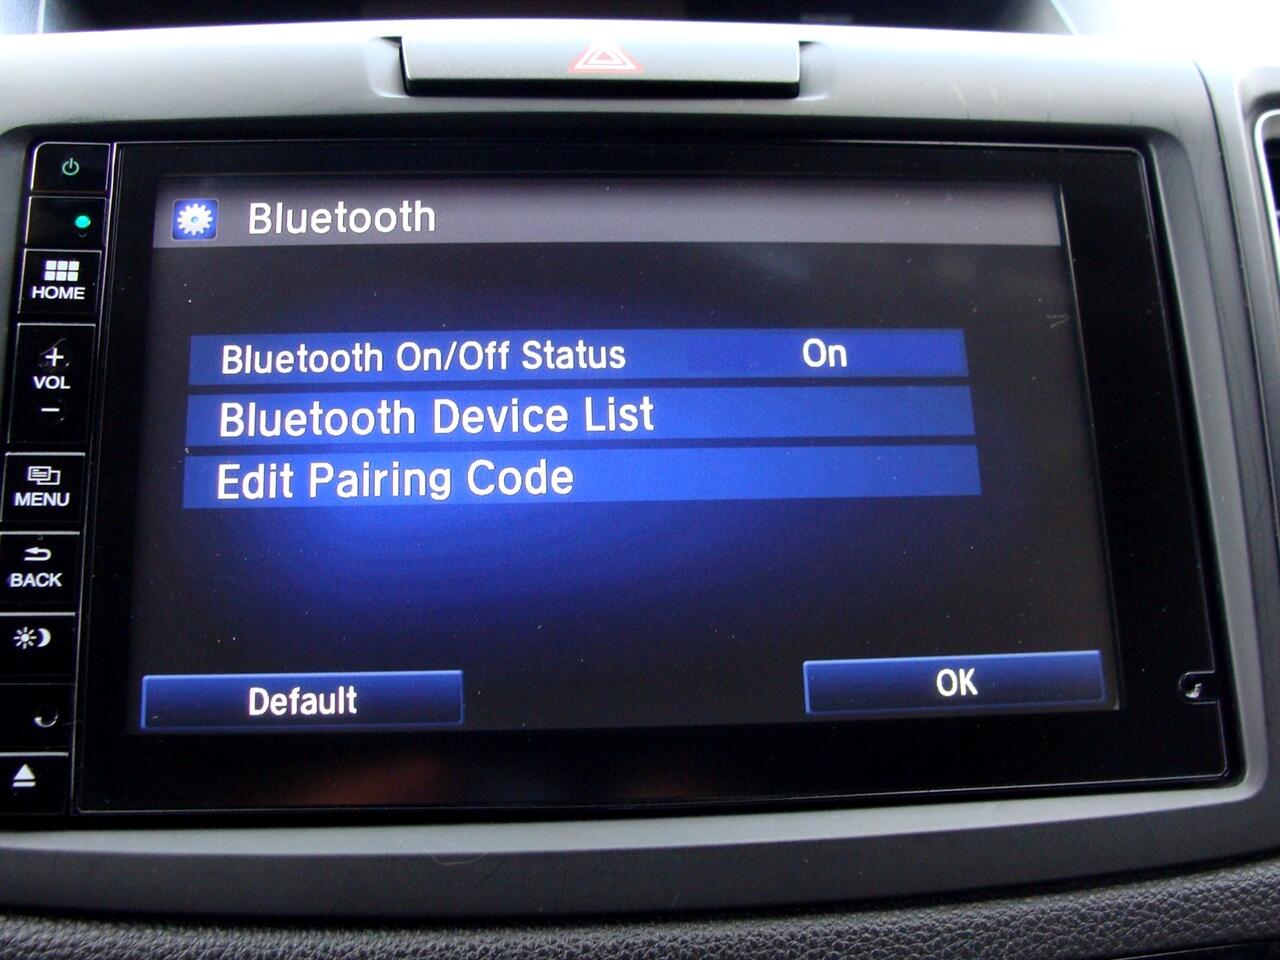 Bluetooth
Bluetooth On/Off Status On
Bluetooth Device List
Edit Pairing Code
Default
OK
HOME
+
VOL
−
MENU
BACK